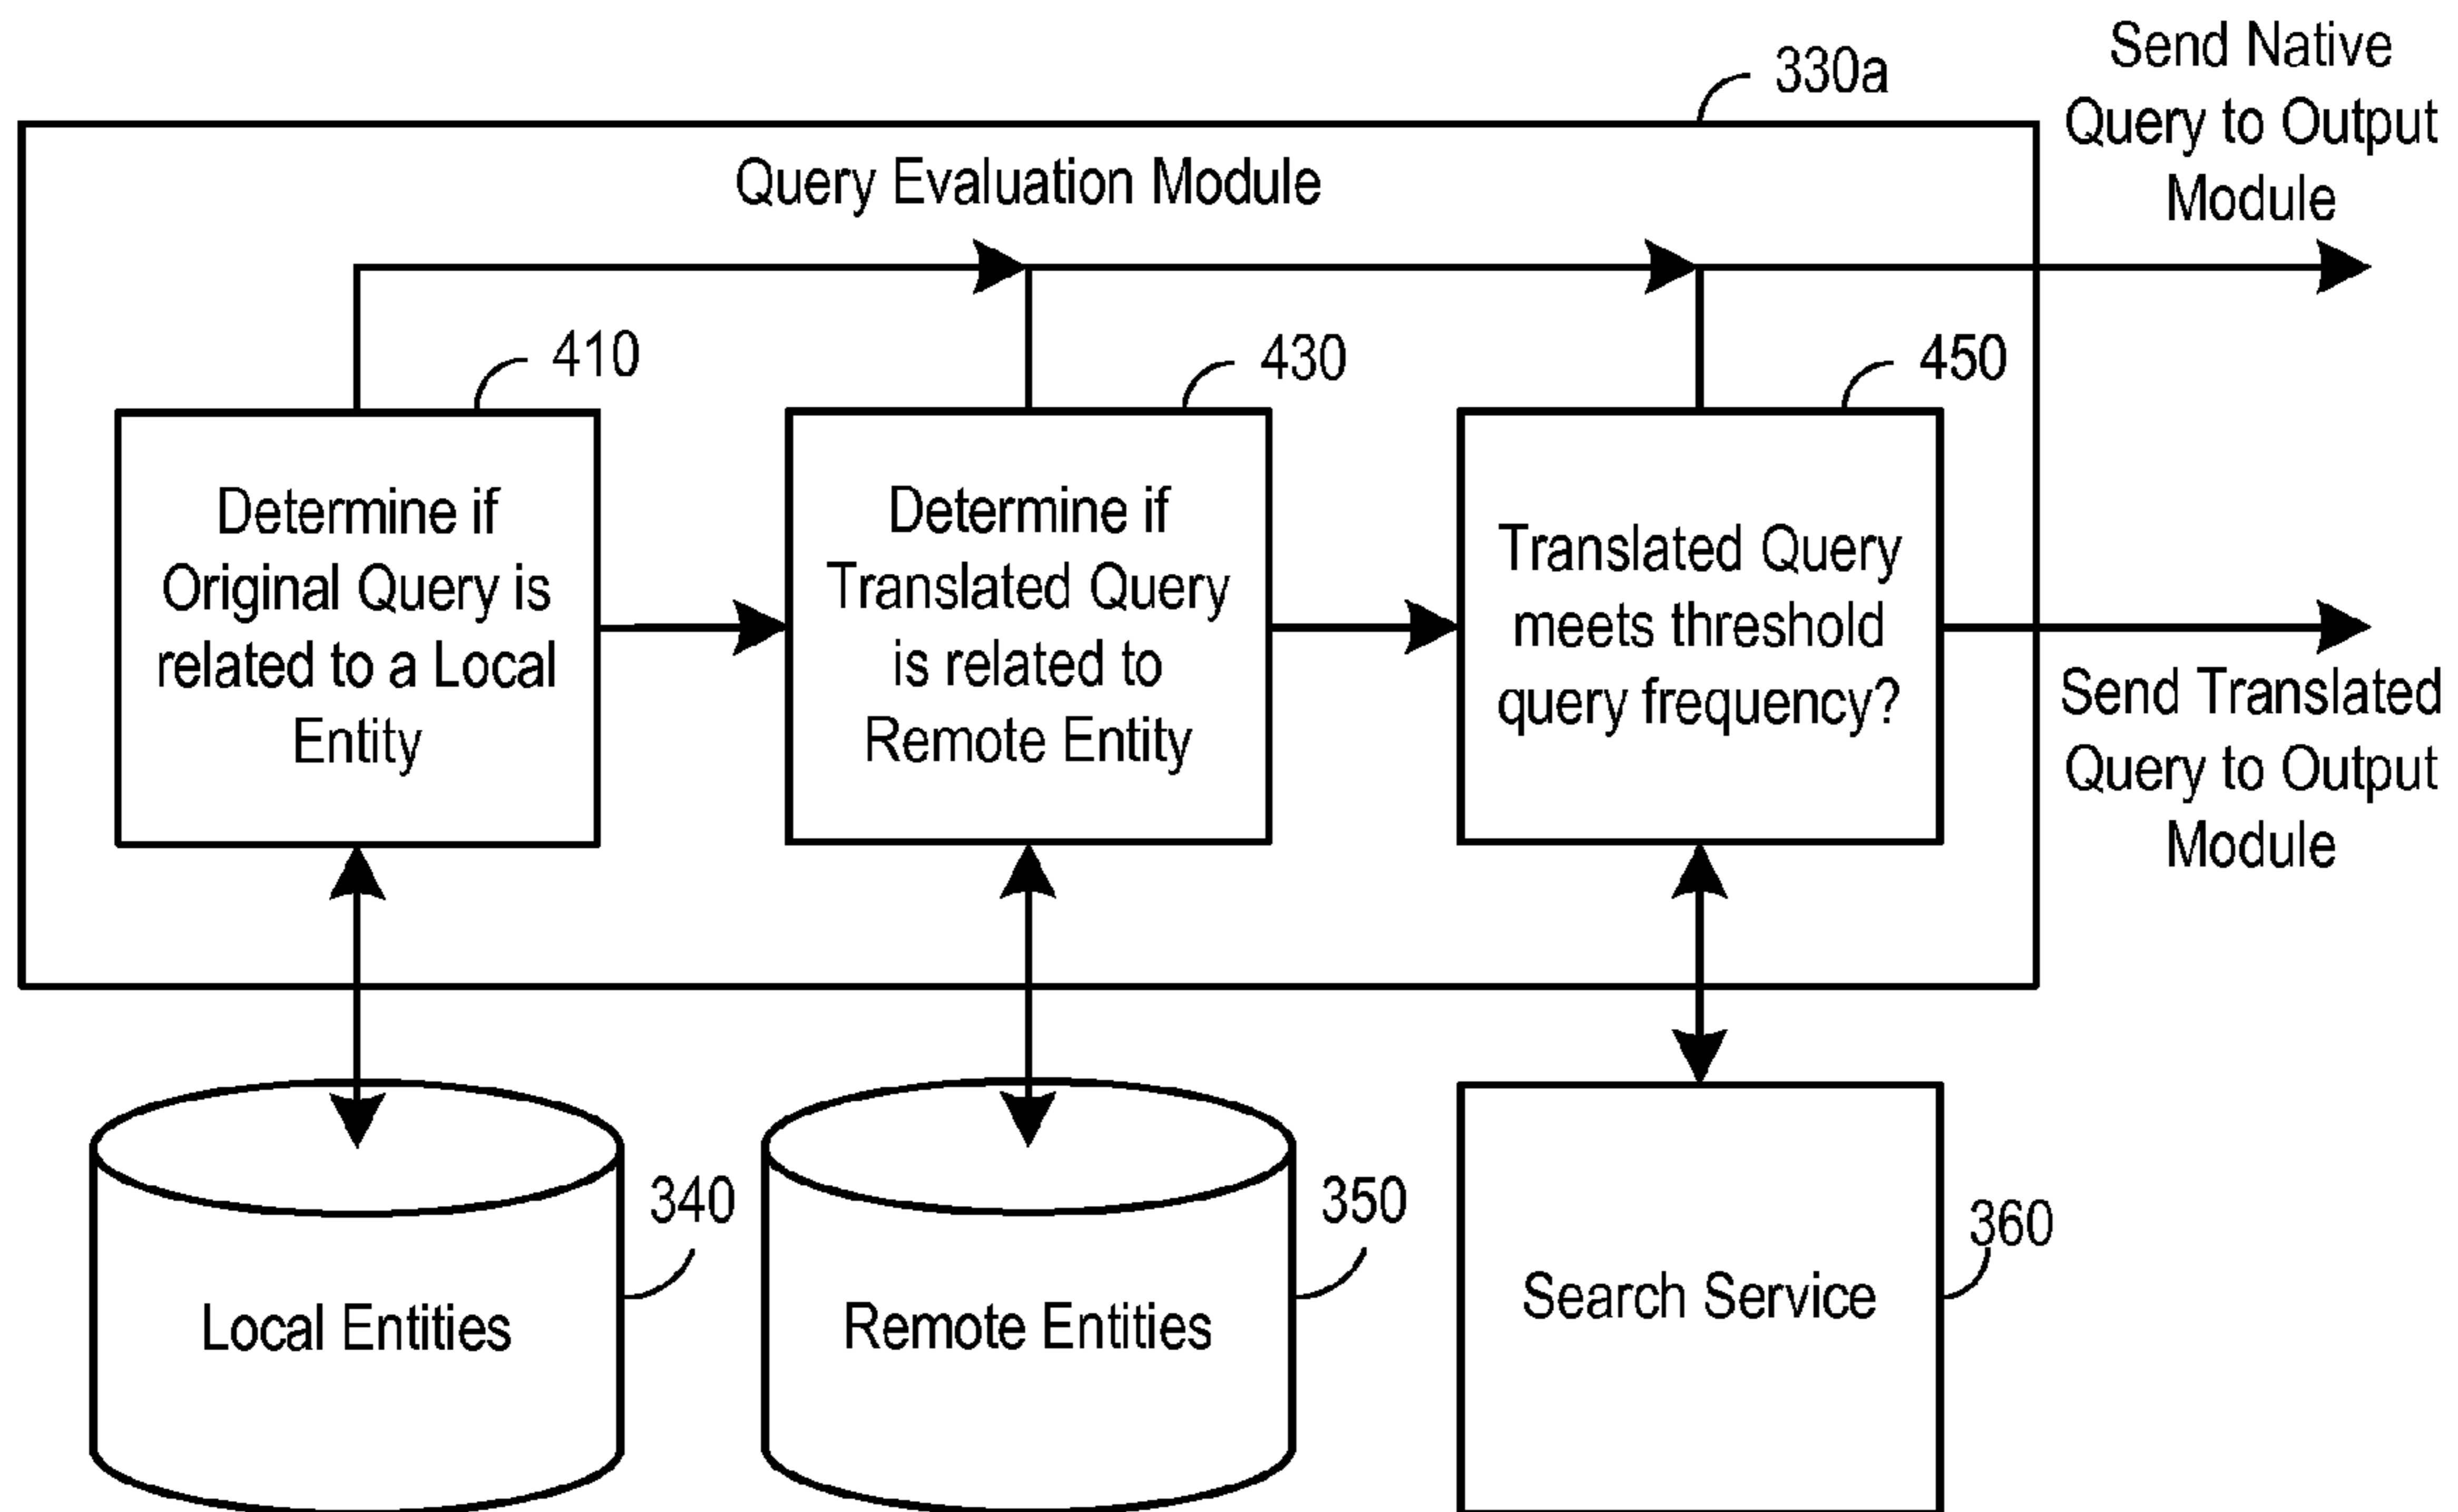 330a
Send Native
Query to Output
Module
Query Evaluation Module
410
430
450
Determine if
Original Query is
related to a Local
Entity
Determine if
Translated Query
is related to
Remote Entity
Translated Query
meets threshold
query frequency?
Send Translated
Query to Output
Module
340
350
360
Local Entities
Remote Entities
Search Service